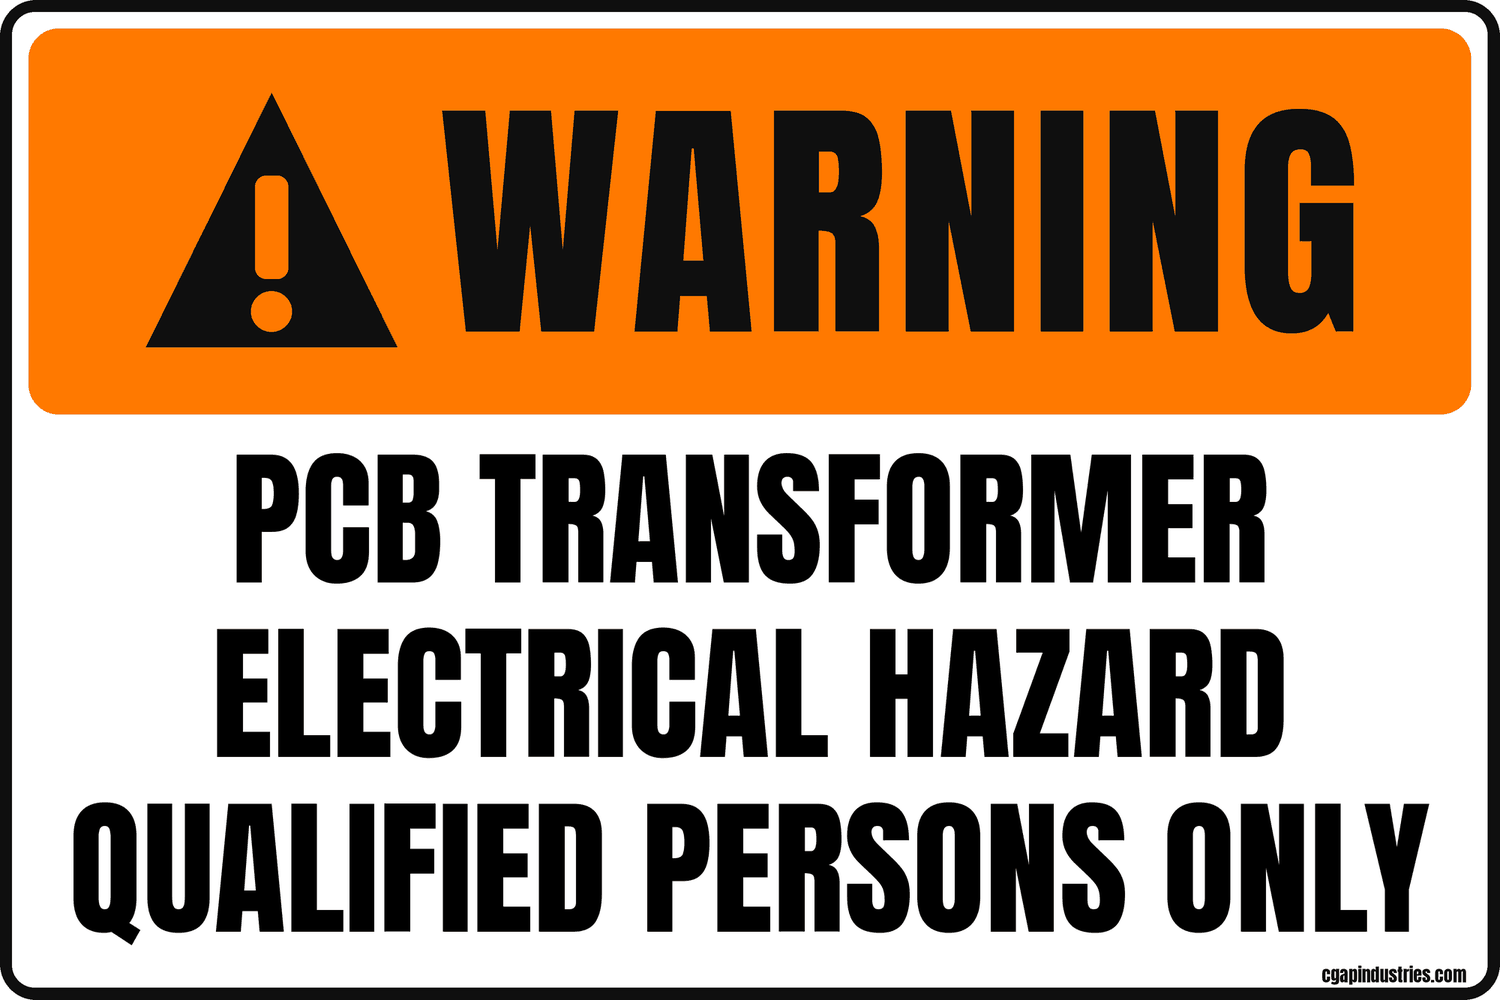 WARNING
PCB TRANSFORMER
ELECTRICAL HAZARD
QUALIFIED PERSONS ONLY
cgapindustries.com